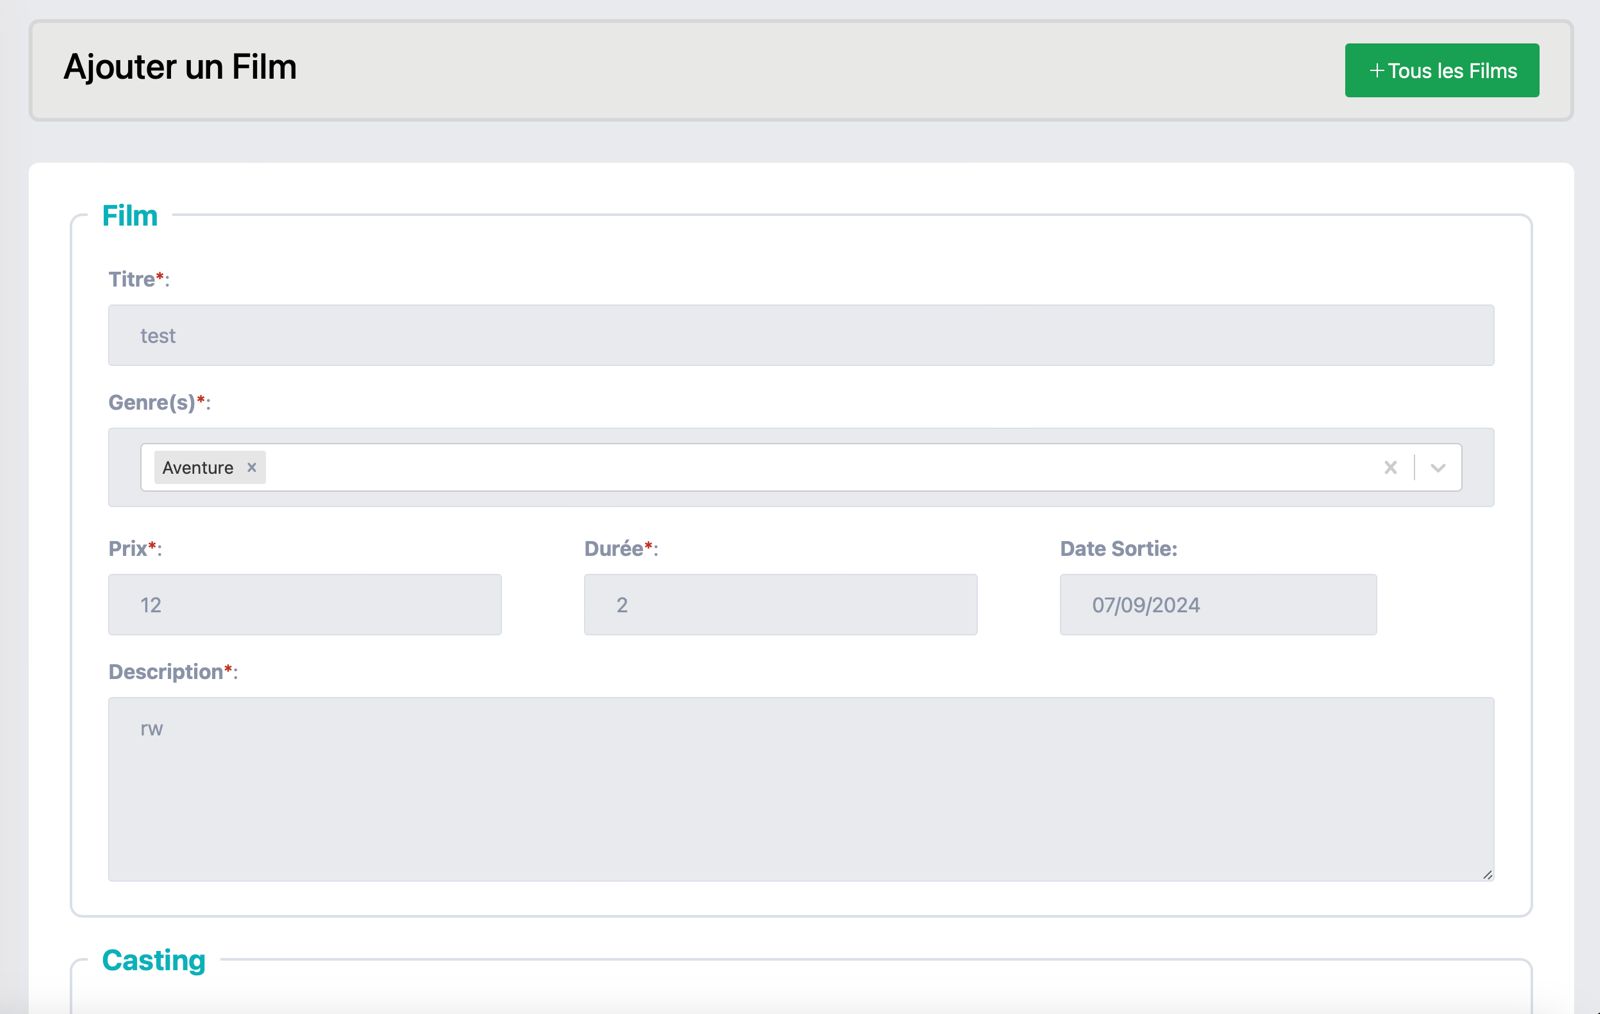 Ajouter un Film
+ Tous les Films
Film
Titre*:
test
Genre(s)*:
Aventure ×
Prix*: Durée*: Date Sortie:
12 2 07/09/2024
Description*:
rw
Casting